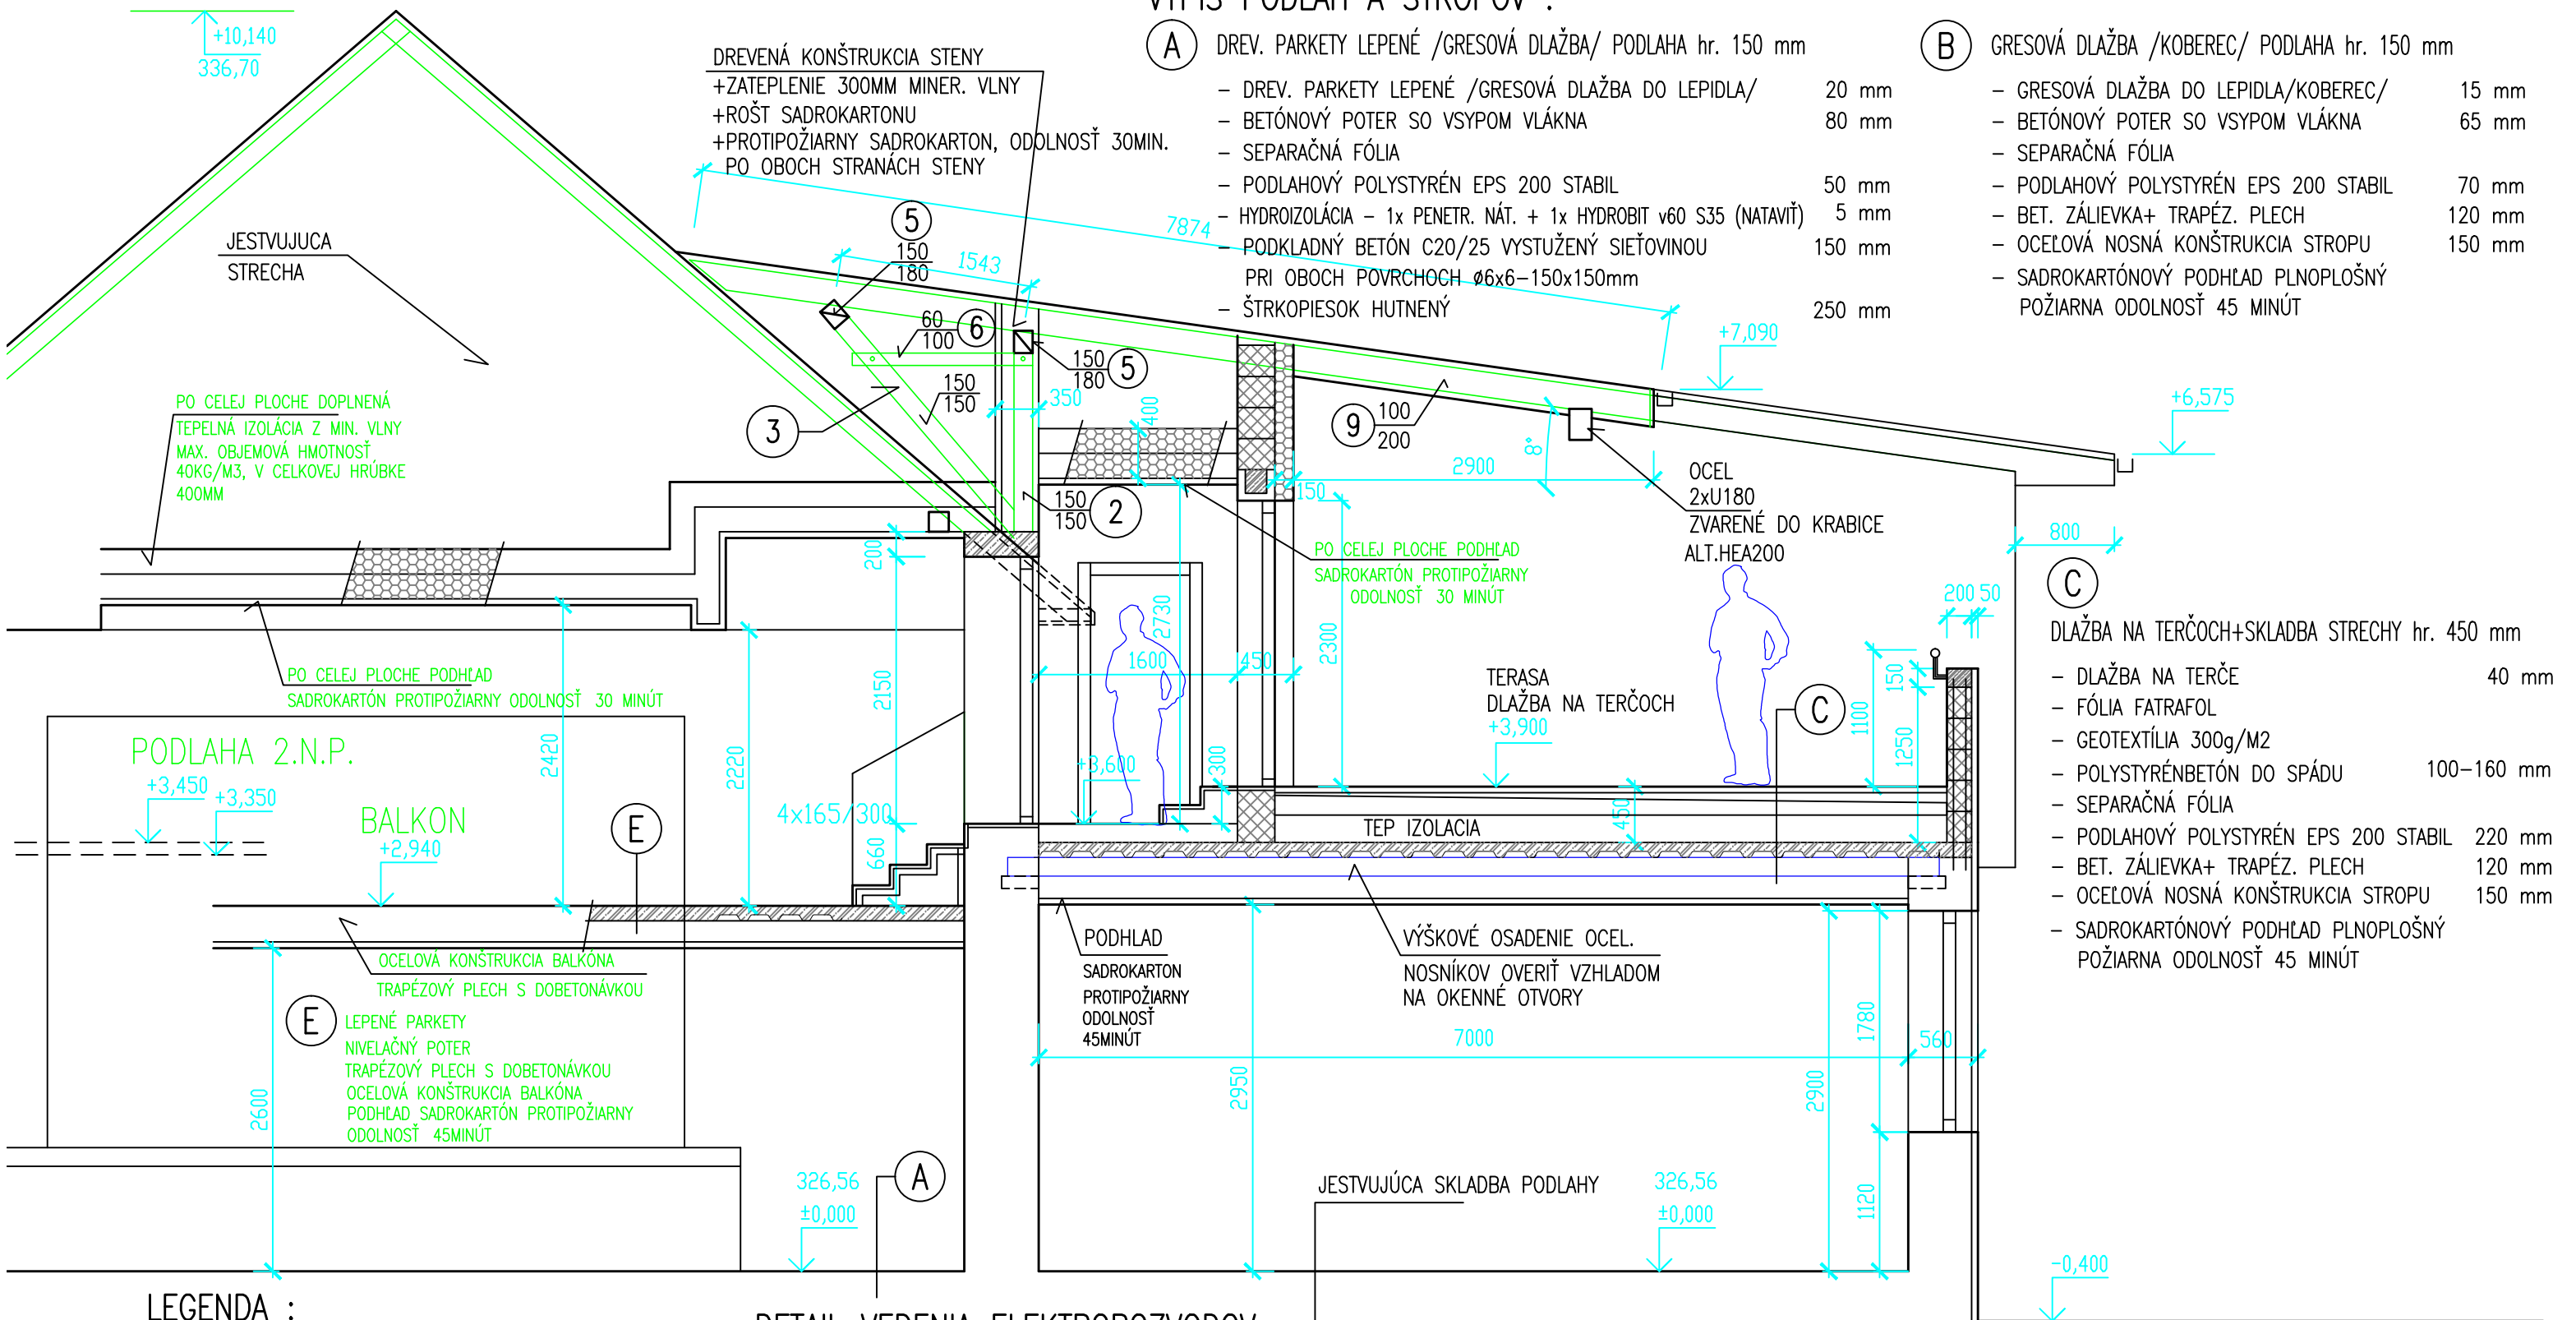 VÝPIS PODLÁH A STROPOV :
+10,140
336,70
DREVENÁ KONŠTRUKCIA STENY
+ZATEPLENIE 300MM MINER. VLNY
+ROŠT SADROKARTONU
+PROTIPOŽIARNY SADROKARTON, ODOLNOSŤ 30MIN.
PO OBOCH STRANÁCH STENY
A
DREV. PARKETY LEPENÉ /GRESOVÁ DLAŽBA/ PODLAHA hr. 150 mm
– DREV. PARKETY LEPENÉ /GRESOVÁ DLAŽBA DO LEPIDLA/ 20 mm
– BETÓNOVÝ POTER SO VSYPOM VLÁKNA 80 mm
– SEPARAČNÁ FÓLIA
– PODLAHOVÝ POLYSTYRÉN EPS 200 STABIL 50 mm
– HYDROIZOLÁCIA – 1x PENETR. NÁT. + 1x HYDROBIT v60 S35 (NATAVIŤ) 5 mm
– PODKLADNÝ BETÓN C20/25 VYSTUŽENÝ SIEŤOVINOU 150 mm
PRI OBOCH POVRCHOCH ø6x6–150x150mm
– ŠTRKOPIESOK HUTNENÝ 250 mm
B
GRESOVÁ DLAŽBA /KOBEREC/ PODLAHA hr. 150 mm
– GRESOVÁ DLAŽBA DO LEPIDLA/KOBEREC/ 15 mm
– BETÓNOVÝ POTER SO VSYPOM VLÁKNA 65 mm
– SEPARAČNÁ FÓLIA
– PODLAHOVÝ POLYSTYRÉN EPS 200 STABIL 70 mm
– BET. ZÁLIEVKA+ TRAPÉZ. PLECH 120 mm
– OCEĽOVÁ NOSNÁ KONŠTRUKCIA STROPU 150 mm
– SADROKARTÓNOVÝ PODHĽAD PLNOPLOŠNÝ
POŽIARNA ODOLNOSŤ 45 MINÚT
7874
1543
JESTVUJUCA
STRECHA
5
150
180
60
100
6
150
180
5
150
150
3
350
400
9
100
200
8°
+7,090
+6,575
PO CELEJ PLOCHE DOPLNENÁ
TEPELNÁ IZOLÁCIA Z MIN. VLNY
MAX. OBJEMOVÁ HMOTNOSŤ
40KG/M3, V CELKOVEJ HRÚBKE
400MM
150
150
2
150
2900
OCEL
2xU180
ZVARENÉ DO KRABICE
ALT.HEA200
800
200
PO CELEJ PLOCHE PODHĽAD
SADROKARTÓN PROTIPOŽIARNY
ODOLNOSŤ 30 MINÚT
200 50
C
DLAŽBA NA TERČOCH+SKLADBA STRECHY hr. 450 mm
– DLAŽBA NA TERČE 40 mm
– FÓLIA FATRAFOL
– GEOTEXTÍLIA 300g/M2
– POLYSTYRÉNBETÓN DO SPÁDU 100–160 mm
– SEPARAČNÁ FÓLIA
– PODLAHOVÝ POLYSTYRÉN EPS 200 STABIL 220 mm
– BET. ZÁLIEVKA+ TRAPÉZ. PLECH 120 mm
– OCEĽOVÁ NOSNÁ KONŠTRUKCIA STROPU 150 mm
– SADROKARTÓNOVÝ PODHĽAD PLNOPLOŠNÝ
POŽIARNA ODOLNOSŤ 45 MINÚT
PO CELEJ PLOCHE PODHĽAD
SADROKARTÓN PROTIPOŽIARNY ODOLNOSŤ 30 MINÚT
2150
2730
1600
450
2300
150
1100
1250
TERASA
DLAŽBA NA TERČOCH
+3,900
C
PODLAHA 2.N.P.
+3,450
+3,350
2420
2220
+3,600
300
BALKON
+2,940
E
4x165/300
660
450
TEP IZOLACIA
OCELOVÁ KONŠTRUKCIA BALKÓNA
TRAPÉZOVÝ PLECH S DOBETONÁVKOU
E
LEPENÉ PARKETY
NIVELAČNÝ POTER
TRAPÉZOVÝ PLECH S DOBETONÁVKOU
OCELOVÁ KONŠTRUKCIA BALKÓNA
PODHĽAD SADROKARTÓN PROTIPOŽIARNY
ODOLNOSŤ 45MINÚT
PODHLAD
SADROKARTON
PROTIPOŽIARNY
ODOLNOSŤ
45MINÚT
VÝŠKOVÉ OSADENIE OCEL.
NOSNÍKOV OVERIŤ VZHLADOM
NA OKENNÉ OTVORY
7000
560
1780
2600
2950
2900
1120
A
326,56
±0,000
JESTVUJÚCA SKLADBA PODLAHY
326,56
±0,000
–0,400
LEGENDA :
DETAIL VEDENIA ELEKTROROZVODOV